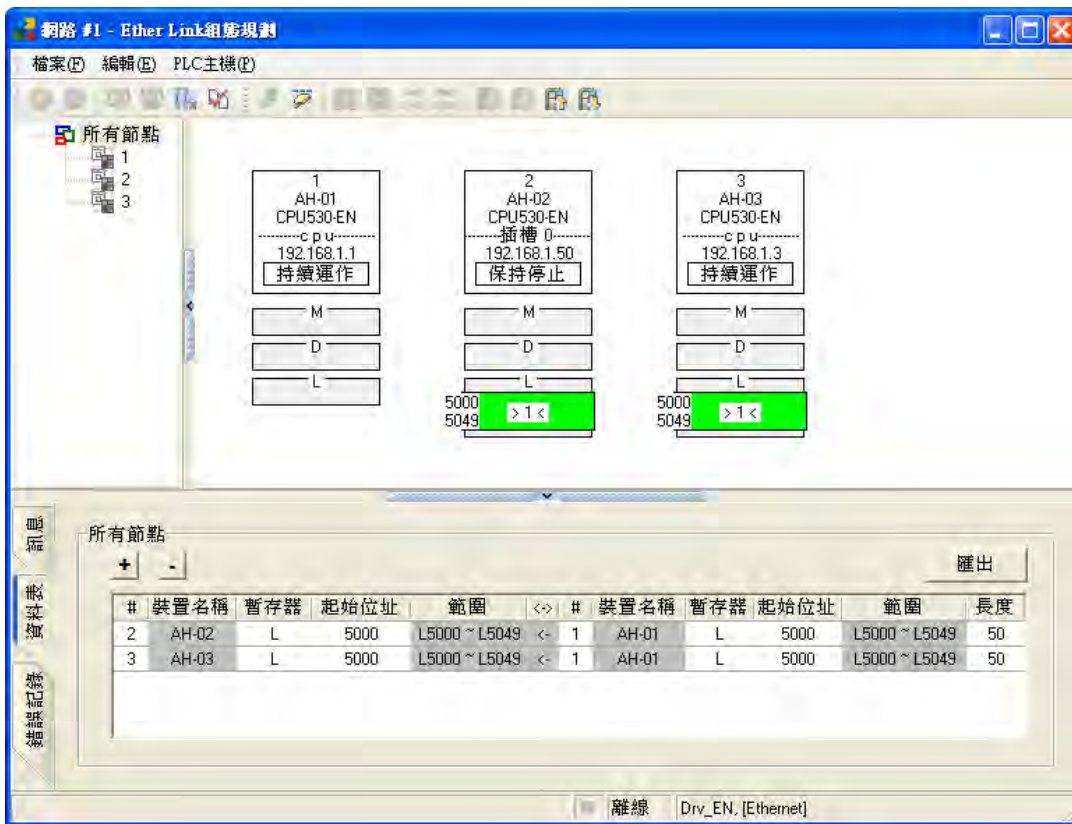 網路 #1 - Ether Link組態規劃
檔案(F) 編輯(E) PLC主機(P)
所有節點
1
2
3
1
AH-01
CPU530-EN
cpu
192.168.1.1
持續運作
M
D
L
2
AH-02
CPU530-EN
插槽 0
192.168.1.50
保持停止
M
D
L
5000
5049
> 1 <
3
AH-03
CPU530-EN
cpu
192.168.1.3
持續運作
M
D
L
5000
5049
> 1 <
訊息
資料表
錯誤記錄
所有節點
+ -
匯出
# 裝置名稱 暫存器 起始位址 範圍 <-> # 裝置名稱 暫存器 起始位址 範圍 長度
2 AH-02 L 5000 L5000 ~ L5049 <- 1 AH-01 L 5000 L5000 ~ L5049 50
3 AH-03 L 5000 L5000 ~ L5049 <- 1 AH-01 L 5000 L5000 ~ L5049 50
離線 Drv_EN, [Ethernet]